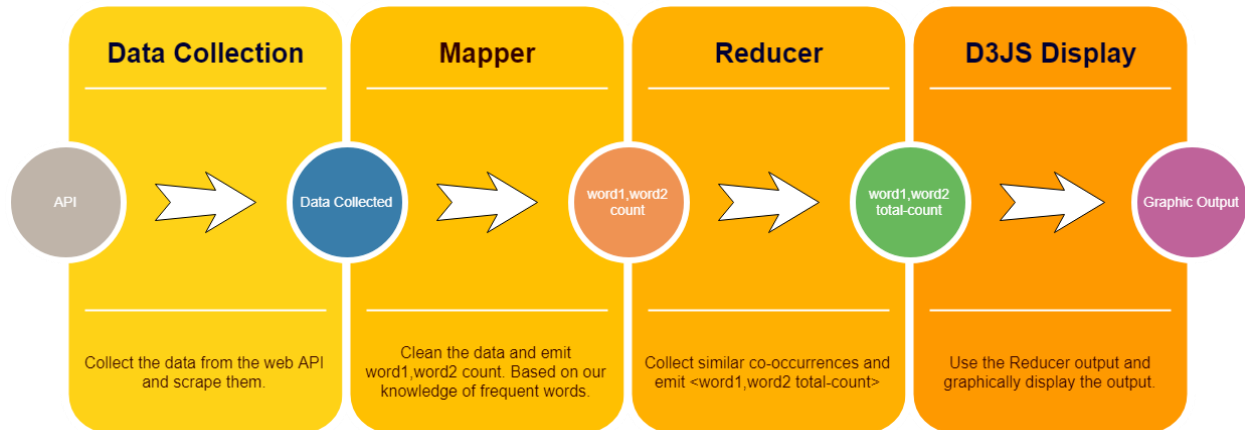 Data Collection
Mapper
Reducer
D3JS Display
API
Data Collected
word1,word2
count
word1,word2
total-count
Graphic Output
Collect the data from the web API
and scrape them.
Clean the data and emit
word1,word2 count. Based on our
knowledge of frequent words.
Collect similar co-occurrences and
emit <word1,word2 total-count>
Use the Reducer output and
graphically display the output.